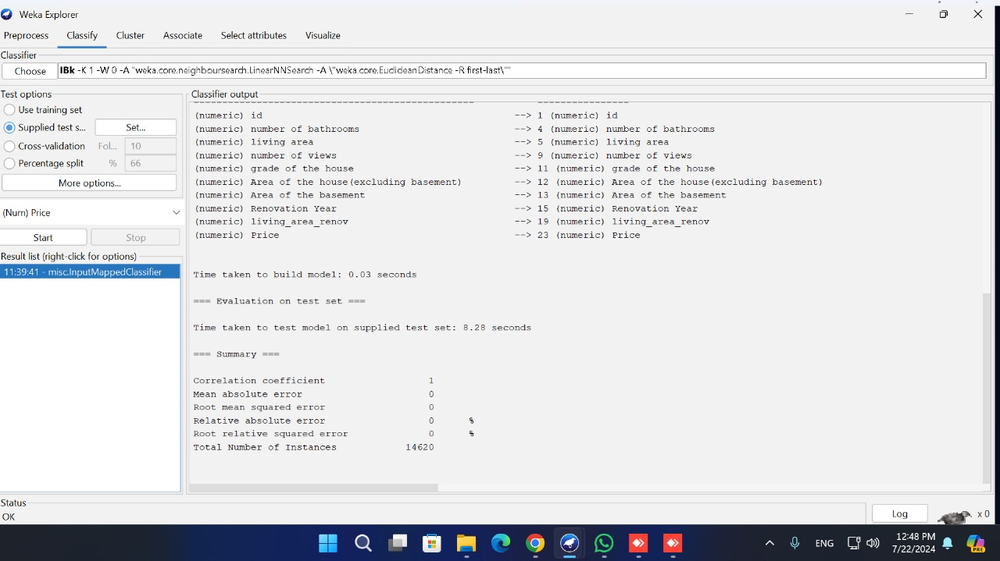 Weka Explorer
Preprocess Classify Cluster Associate Select attributes Visualize
Classifier
Choose IBk -K 1 -W 0 -A "weka.core.neighboursearch.LinearNNSearch -A \"weka.core.EuclideanDistance -R first-last\""
Test options
Use training set
Supplied test s... Set...
Cross-validation Fol... 10
Percentage split % 66
More options...
(Num) Price
Start Stop
Result list (right-click for options)
11:39:41 - misc.InputMappedClassifier
Classifier output
(numeric) id --> 1 (numeric) id
(numeric) number of bathrooms --> 4 (numeric) number of bathrooms
(numeric) living area --> 5 (numeric) living area
(numeric) number of views --> 9 (numeric) number of views
(numeric) grade of the house --> 11 (numeric) grade of the house
(numeric) Area of the house(excluding basement) --> 12 (numeric) Area of the house(excluding basement)
(numeric) Area of the basement --> 13 (numeric) Area of the basement
(numeric) Renovation Year --> 15 (numeric) Renovation Year
(numeric) living_area_renov --> 19 (numeric) living_area_renov
(numeric) Price --> 23 (numeric) Price
Time taken to build model: 0.03 seconds
=== Evaluation on test set ===
Time taken to test model on supplied test set: 8.28 seconds
=== Summary ===
Correlation coefficient 1
Mean absolute error 0
Root mean squared error 0
Relative absolute error 0 %
Root relative squared error 0 %
Total Number of Instances 14620
Status
OK
Log x 0
ENG
12:48 PM
7/22/2024
PRE